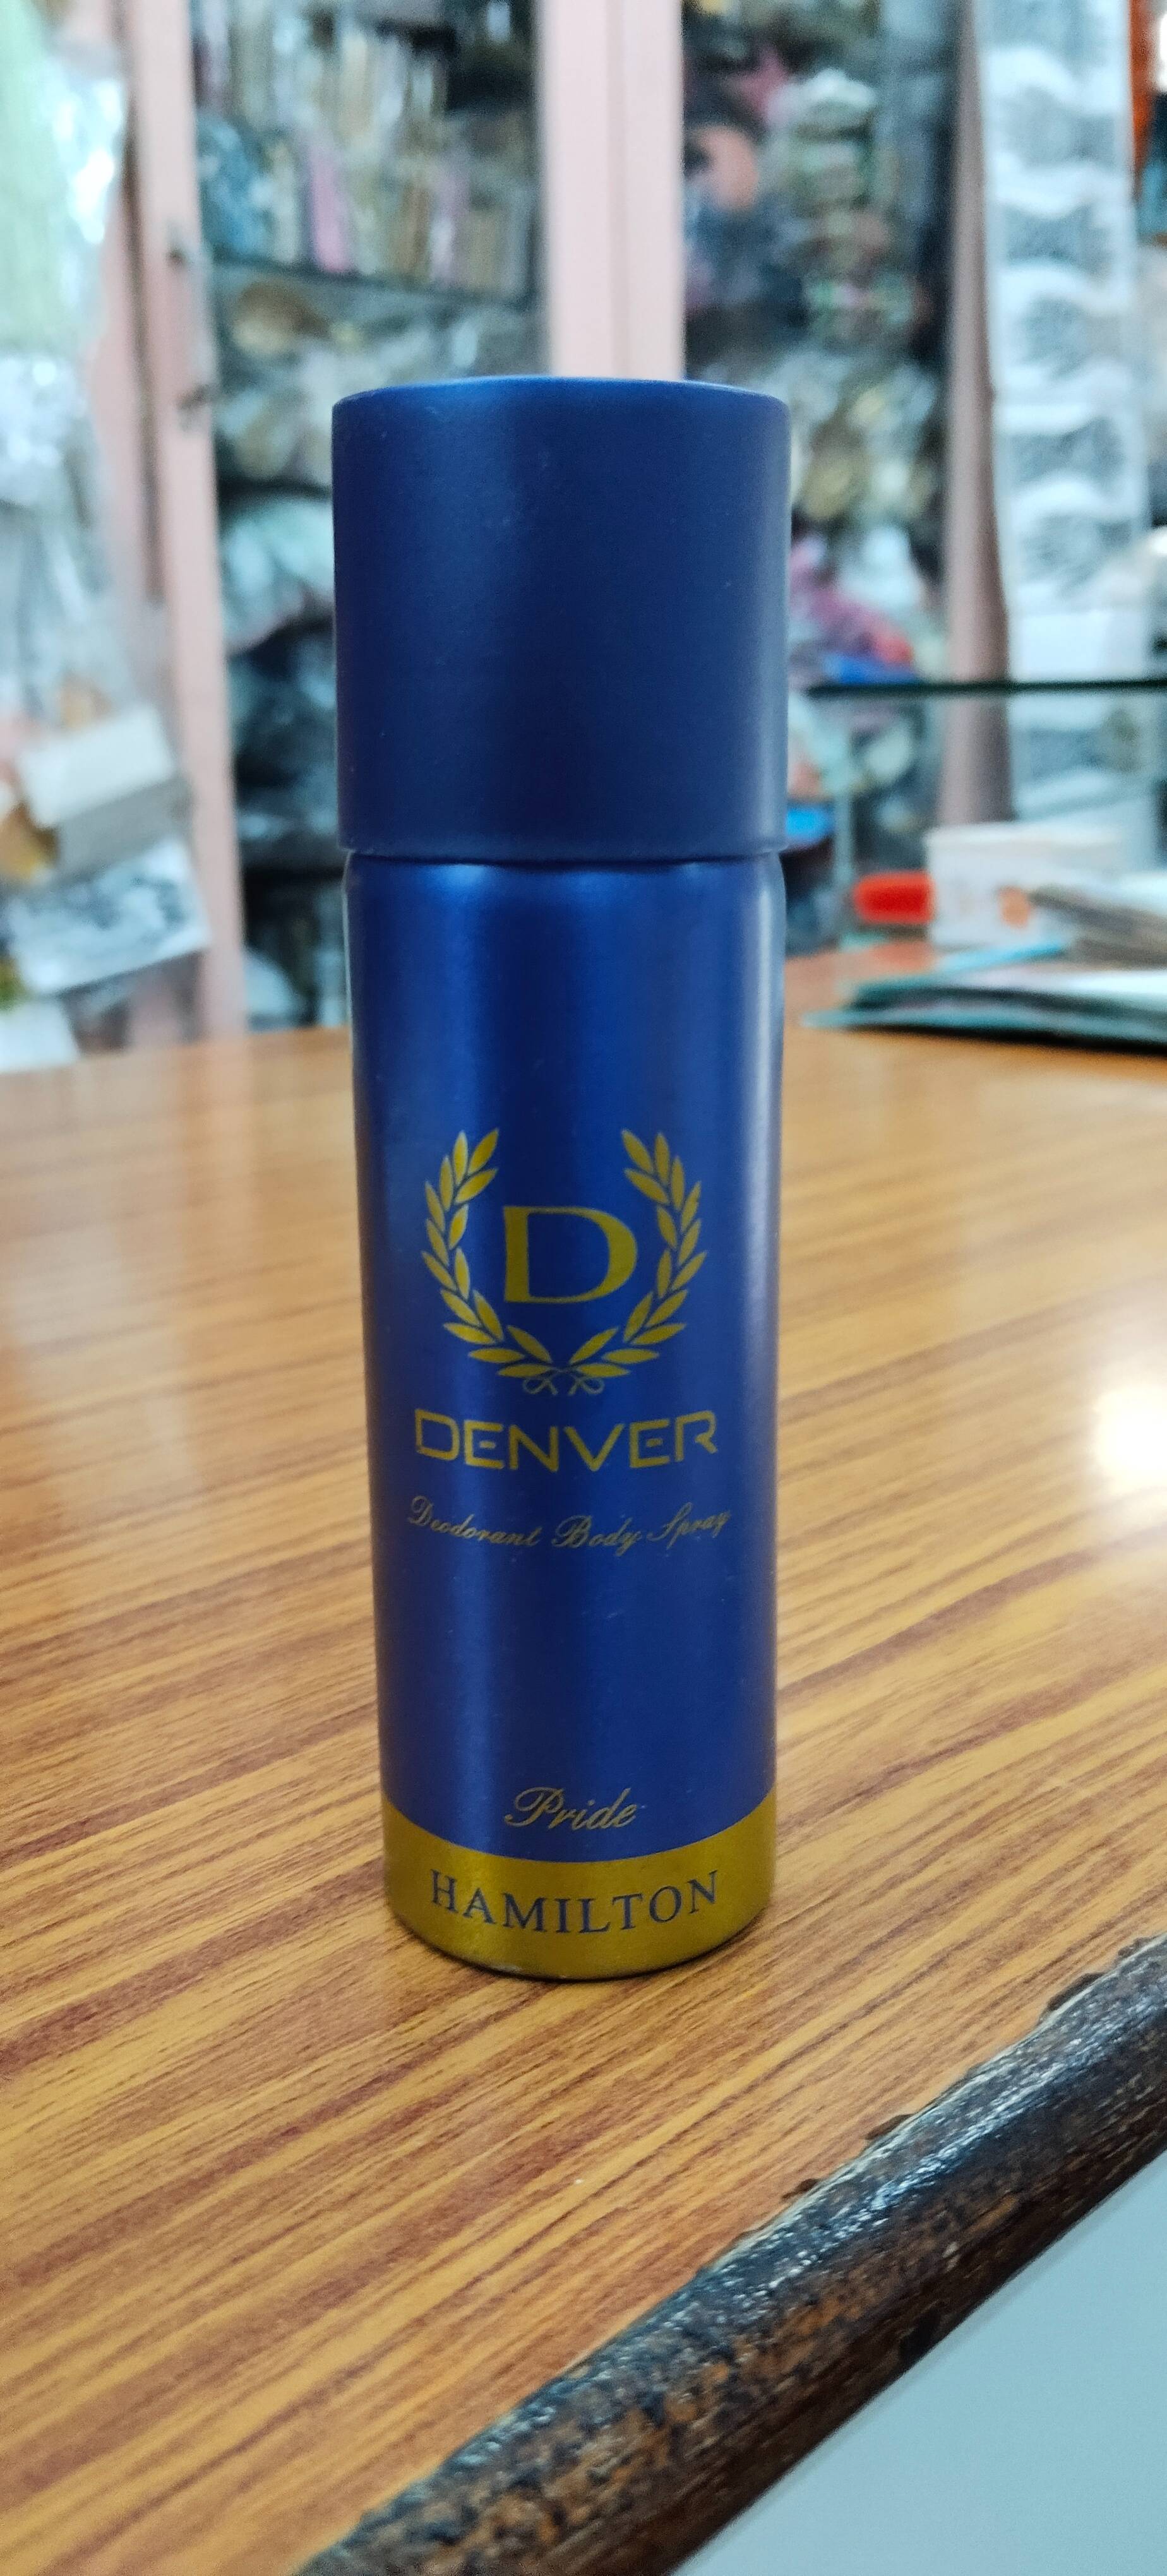 D
DENVER
Deodorant Body Spray
Pride
HAMILTON